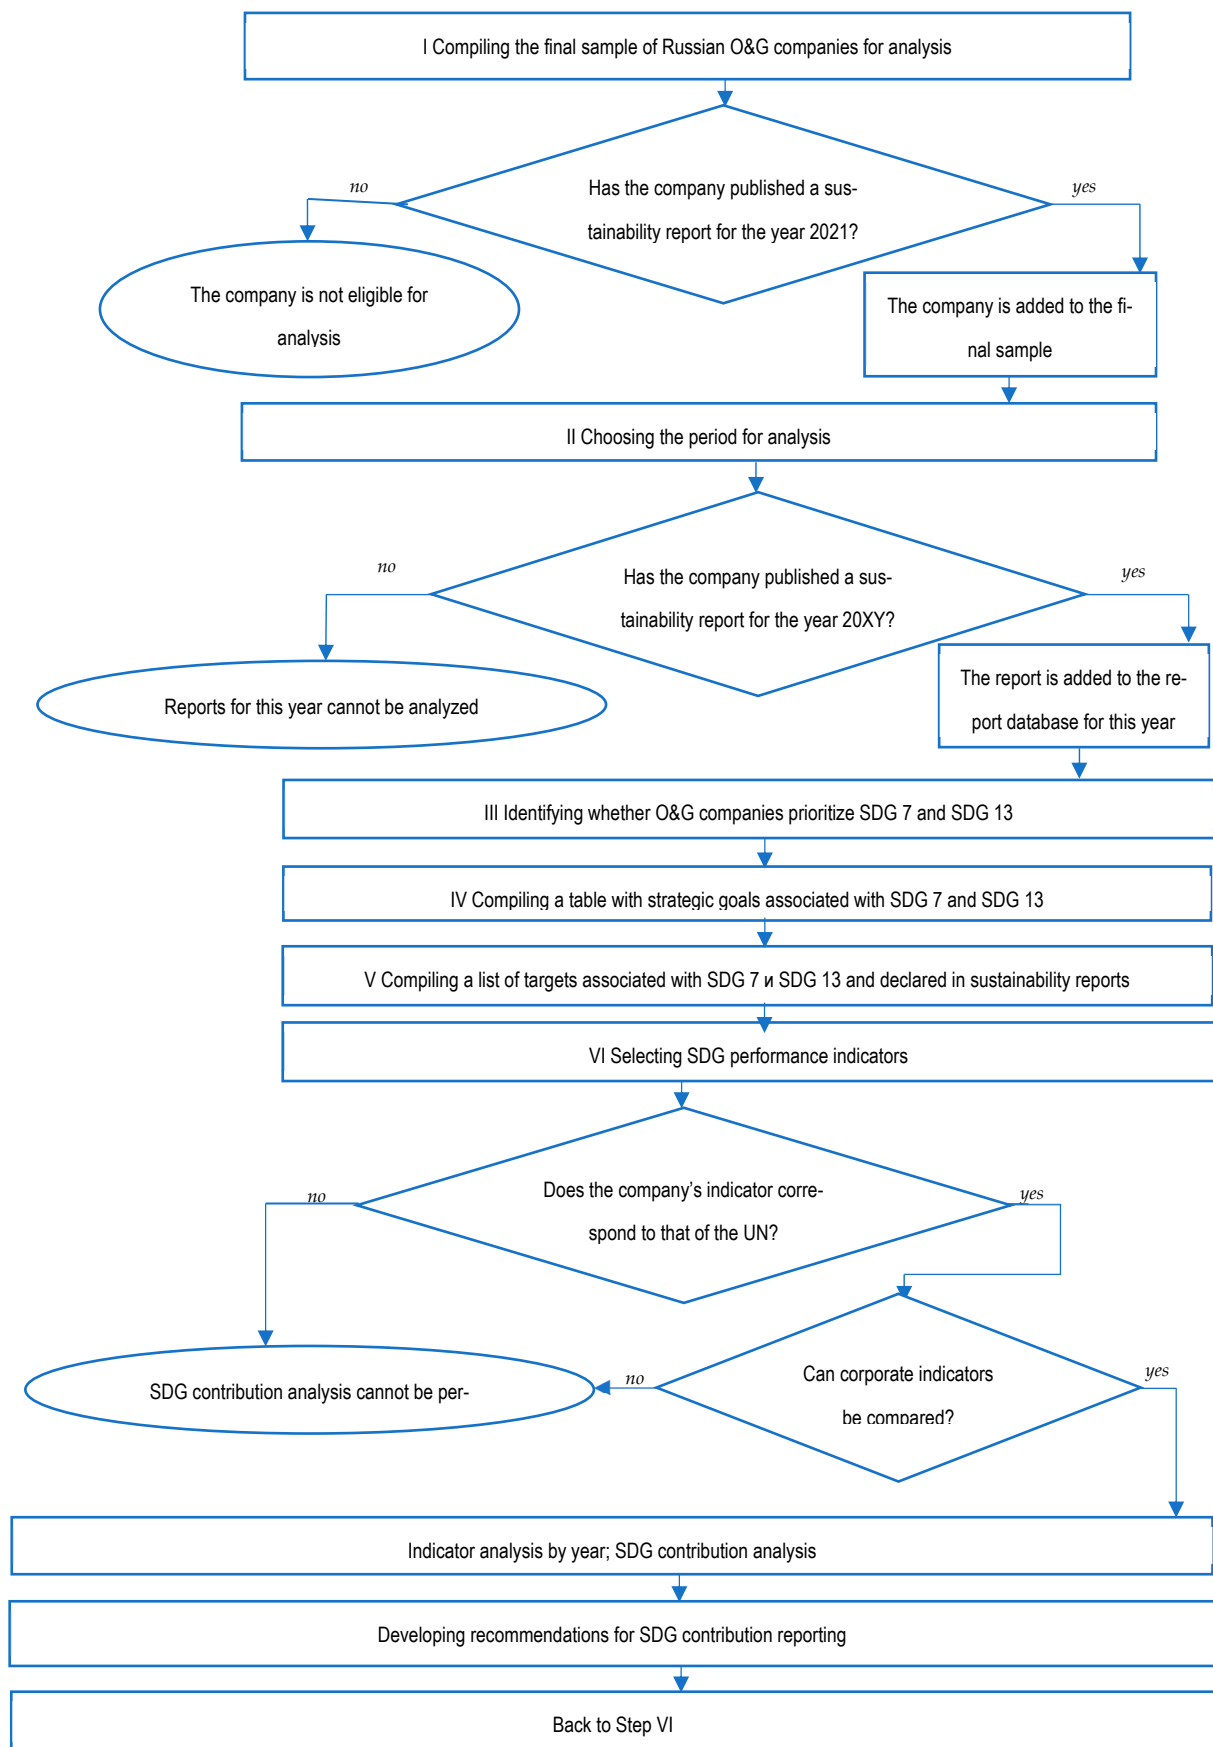 I Compiling the final sample of Russian O&G companies for analysis
no
yes
Has the company published a sus-
tainability report for the year 2021?
The company is not eligible for
analysis
The company is added to the fi-
nal sample
II Choosing the period for analysis
no
yes
Has the company published a sus-
tainability report for the year 20XY?
Reports for this year cannot be analyzed
The report is added to the re-
port database for this year
III Identifying whether O&G companies prioritize SDG 7 and SDG 13
IV Compiling a table with strategic goals associated with SDG 7 and SDG 13
V Compiling a list of targets associated with SDG 7 и SDG 13 and declared in sustainability reports
VI Selecting SDG performance indicators
no
yes
Does the company’s indicator corre-
spond to that of the UN?
SDG contribution analysis cannot be per-
no
yes
Can corporate indicators
be compared?
Indicator analysis by year; SDG contribution analysis
Developing recommendations for SDG contribution reporting
Back to Step VI